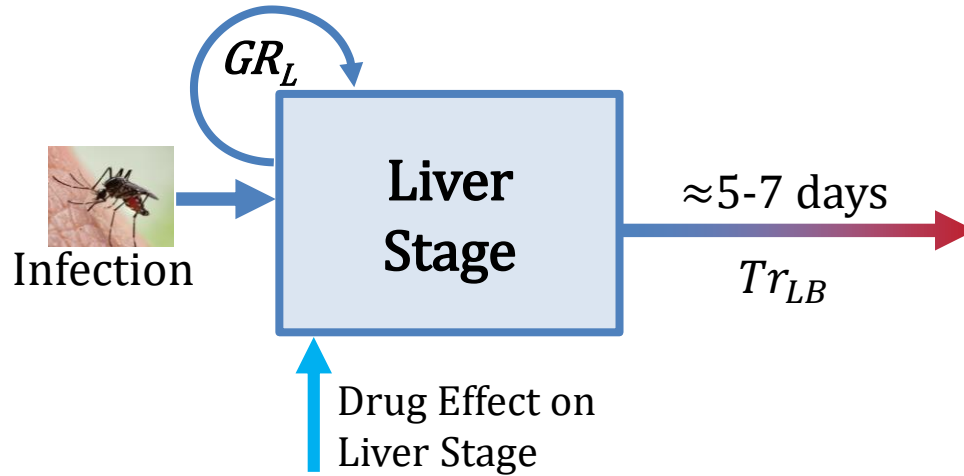 GR_L
Liver
Stage
≈5-7 days
Infection
Tr_LB
Drug Effect on
Liver Stage